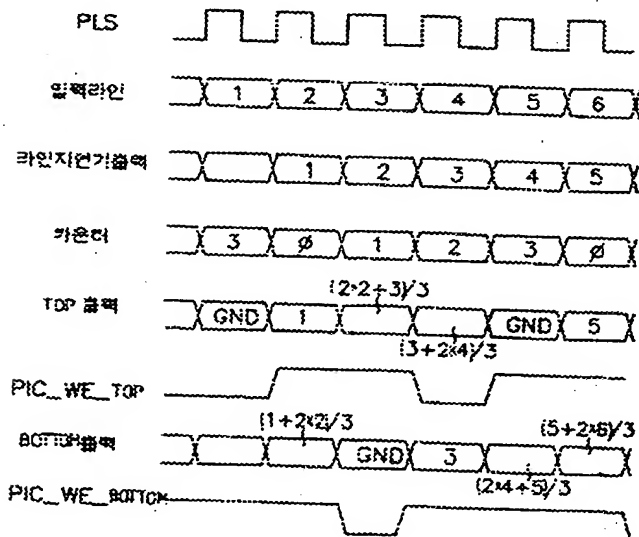 PLS
입력라인 1 2 3 4 5 6
라인지연기출력 1 2 3 4 5
카운터 3 Ø 1 2 3 Ø
(2×2+3)/3
TOP 출력 GND 1 GND 5
(3+2×4)/3
PIC_WE_TOP
(1+2×2)/3 (5+2×6)/3
BOTTOM출력 GND 3
(2×4+5)/3
PIC_WE_BOTTOM